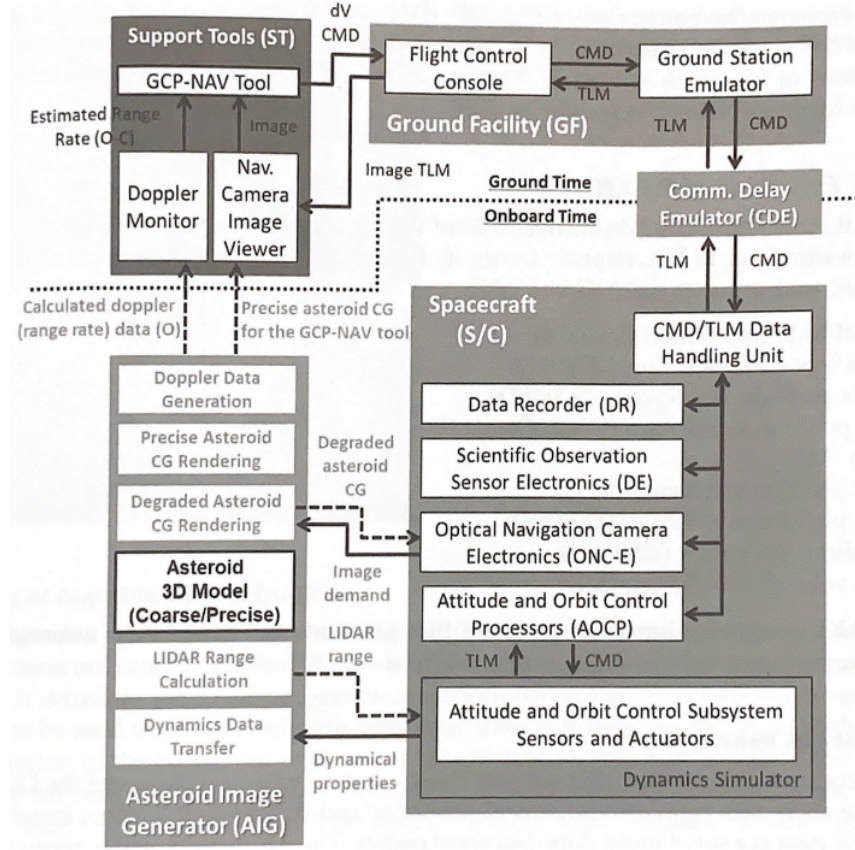 Support Tools (ST)
GCP-NAV Tool
Estimated Range
Rate (O-C)
Image
Doppler
Monitor
Nav.
Camera
Image
Viewer
dV
CMD
Flight Control
Console
CMD
TLM
Ground Station
Emulator
Ground Facility (GF)
TLM
CMD
Image TLM
Ground Time
Onboard Time
Comm. Delay
Emulator (CDE)
TLM
CMD
Calculated doppler
(range rate) data (O)
Precise asteroid CG
for the GCP-NAV tool
Spacecraft
(S/C)
CMD/TLM Data
Handling Unit
Data Recorder (DR)
Scientific Observation
Sensor Electronics (DE)
Optical Navigation Camera
Electronics (ONC-E)
Attitude and Orbit Control
Processors (AOCP)
TLM
CMD
Attitude and Orbit Control Subsystem
Sensors and Actuators
Dynamics Simulator
Doppler Data
Generation
Precise Asteroid
CG Rendering
Degraded Asteroid
CG Rendering
Asteroid
3D Model
(Coarse/Precise)
LIDAR Range
Calculation
Dynamics Data
Transfer
Asteroid Image
Generator (AIG)
Degraded
asteroid
CG
Image
demand
LIDAR
range
Dynamical
properties